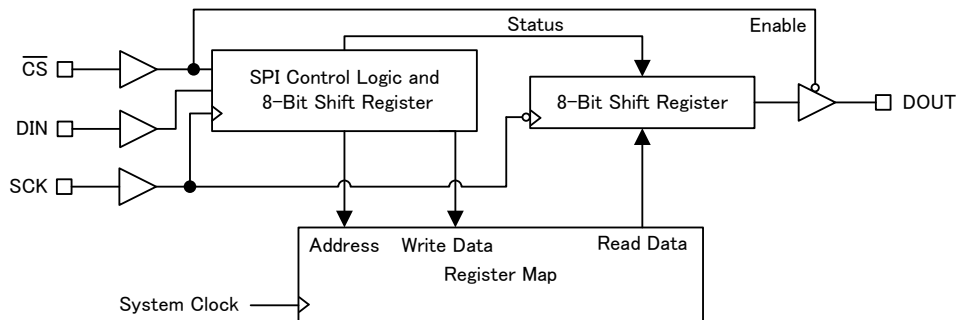 Status
Enable
CS
SPI Control Logic and
8-Bit Shift Register
8-Bit Shift Register
DOUT
DIN
SCK
Address
Write Data
Read Data
Register Map
System Clock